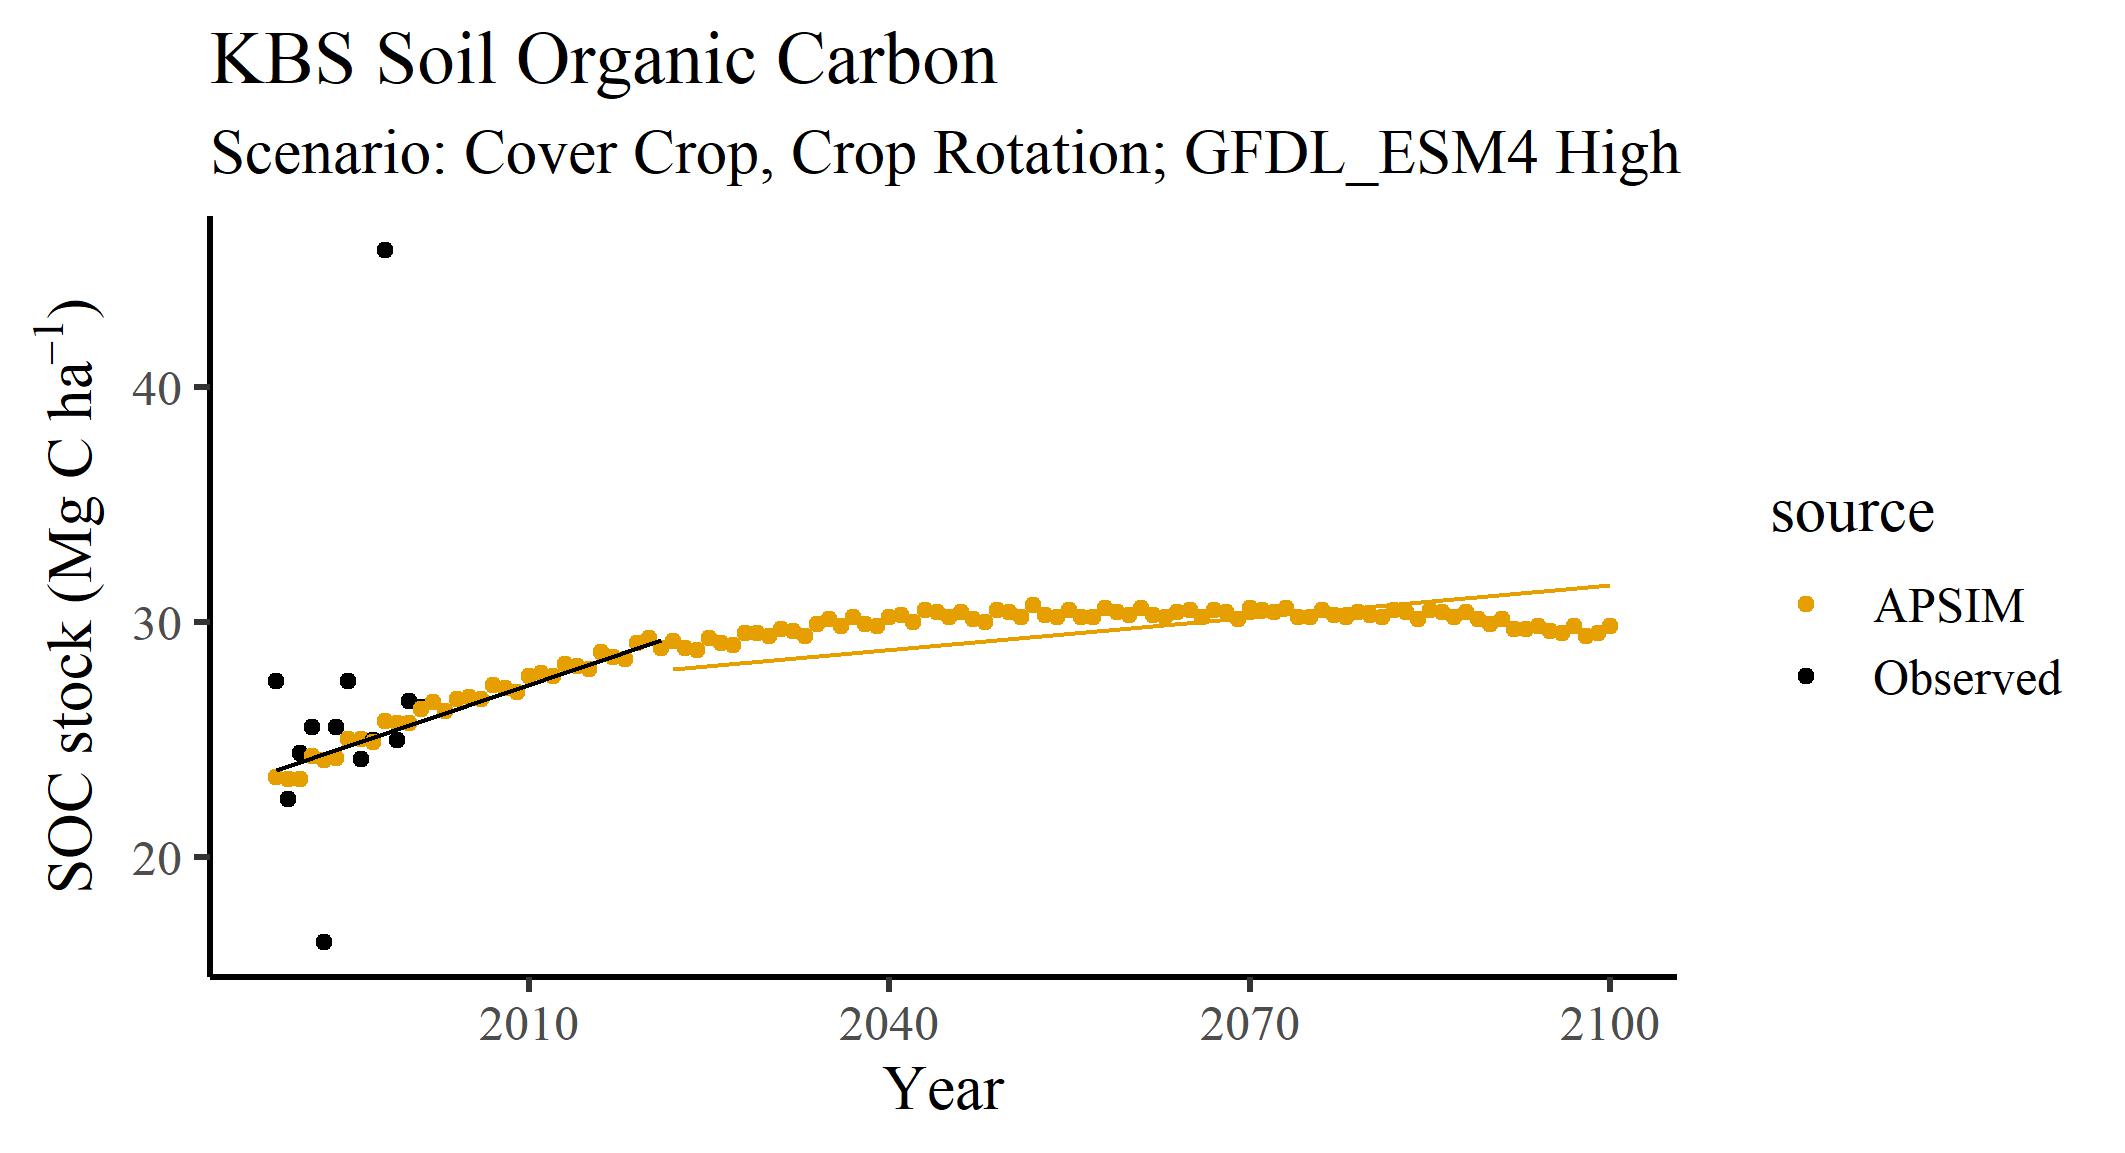 KBS Soil Organic Carbon
Scenario: Cover Crop, Crop Rotation; GFDL_ESM4 High
SOC stock (Mg C ha⁻¹)
40
30
20
2010
2040
2070
2100
Year
source
APSIM
Observed